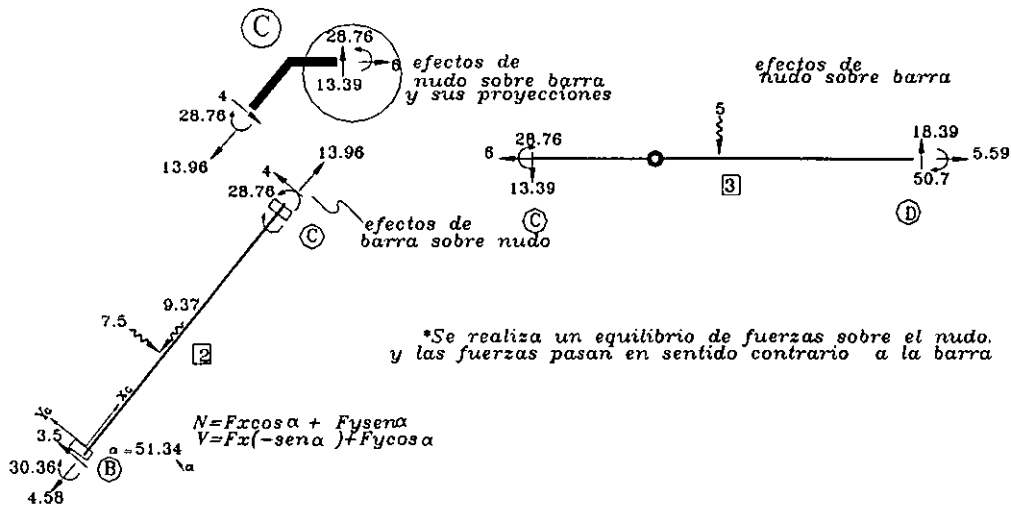 C
28.76
6
13.39
efectos de
nudo sobre barra
y sus proyecciones
4
28.76
13.96
efectos de
nudo sobre barra
5
28.76
6
13.39
C
3
18.39
5.59
50.7
D
13.96
4
28.76
C
efectos de
barra sobre nudo
9.37
7.5
2
*Se realiza un equilibrio de fuerzas sobre el nudo.
y las fuerzas pasan en sentido contrario a la barra
N=Fxcosα + Fysenα
V=Fx(-senα )+Fycosα
3.5
α=51.34
α
30.36
B
4.58